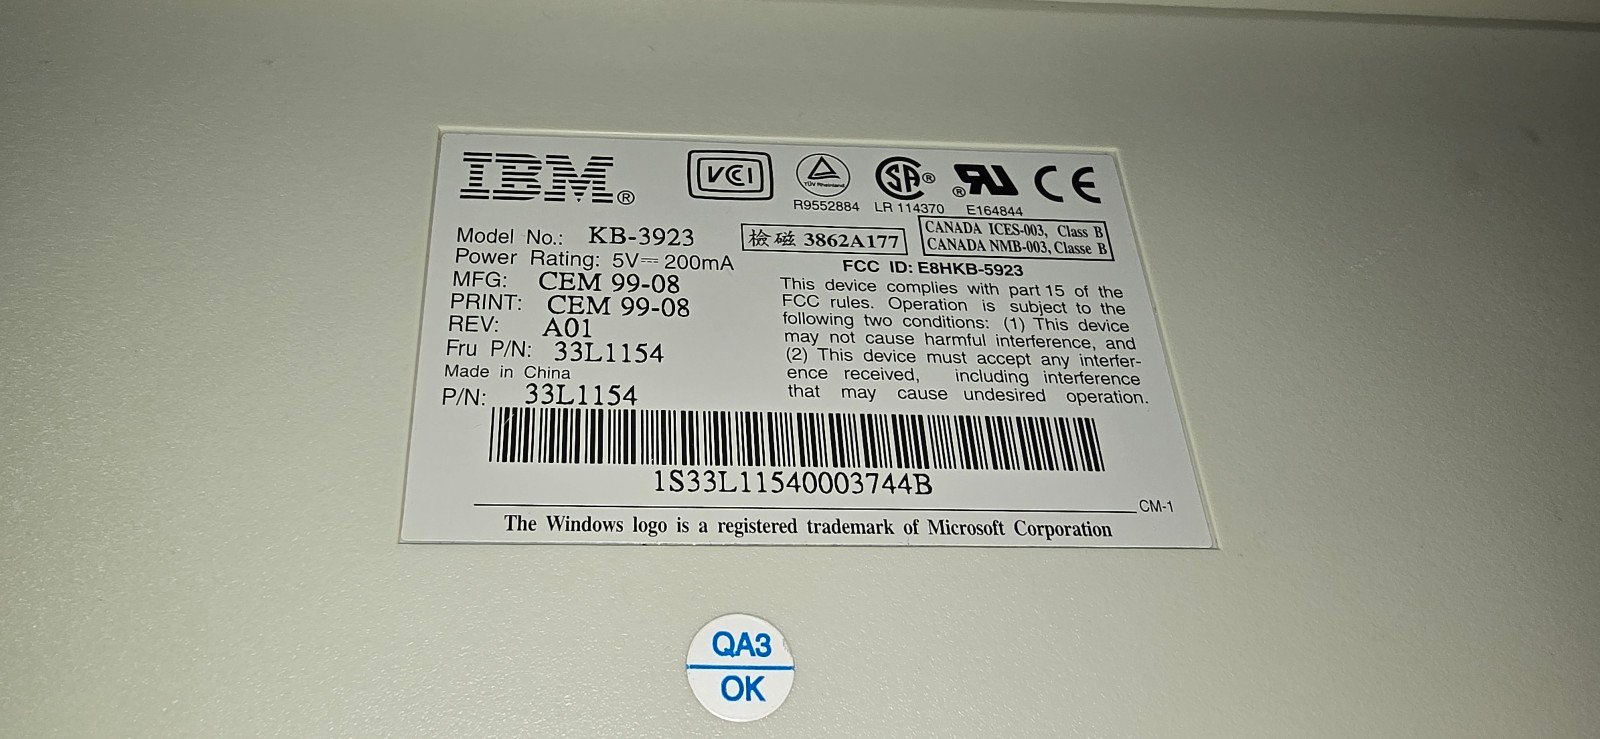 IBM®
VCI
TÜV Rheinland
R9552884
SA®
LR 114370
®RU
E164844
CE
Model No.: KB-3923
Power Rating: 5V⎓200mA
MFG: CEM 99-08
PRINT: CEM 99-08
REV: A01
Fru P/N: 33L1154
Made in China
P/N: 33L1154
檢磁 3862A177
CANADA ICES-003, Class B
CANADA NMB-003, Classe B
FCC ID: E8HKB-5923
This device complies with part 15 of the
FCC rules. Operation is subject to the
following two conditions: (1) This device
may not cause harmful interference, and
(2) This device must accept any interfer-
ence received, including interference
that may cause undesired operation.
1S33L11540003744B
CM-1
The Windows logo is a registered trademark of Microsoft Corporation
QA3
OK